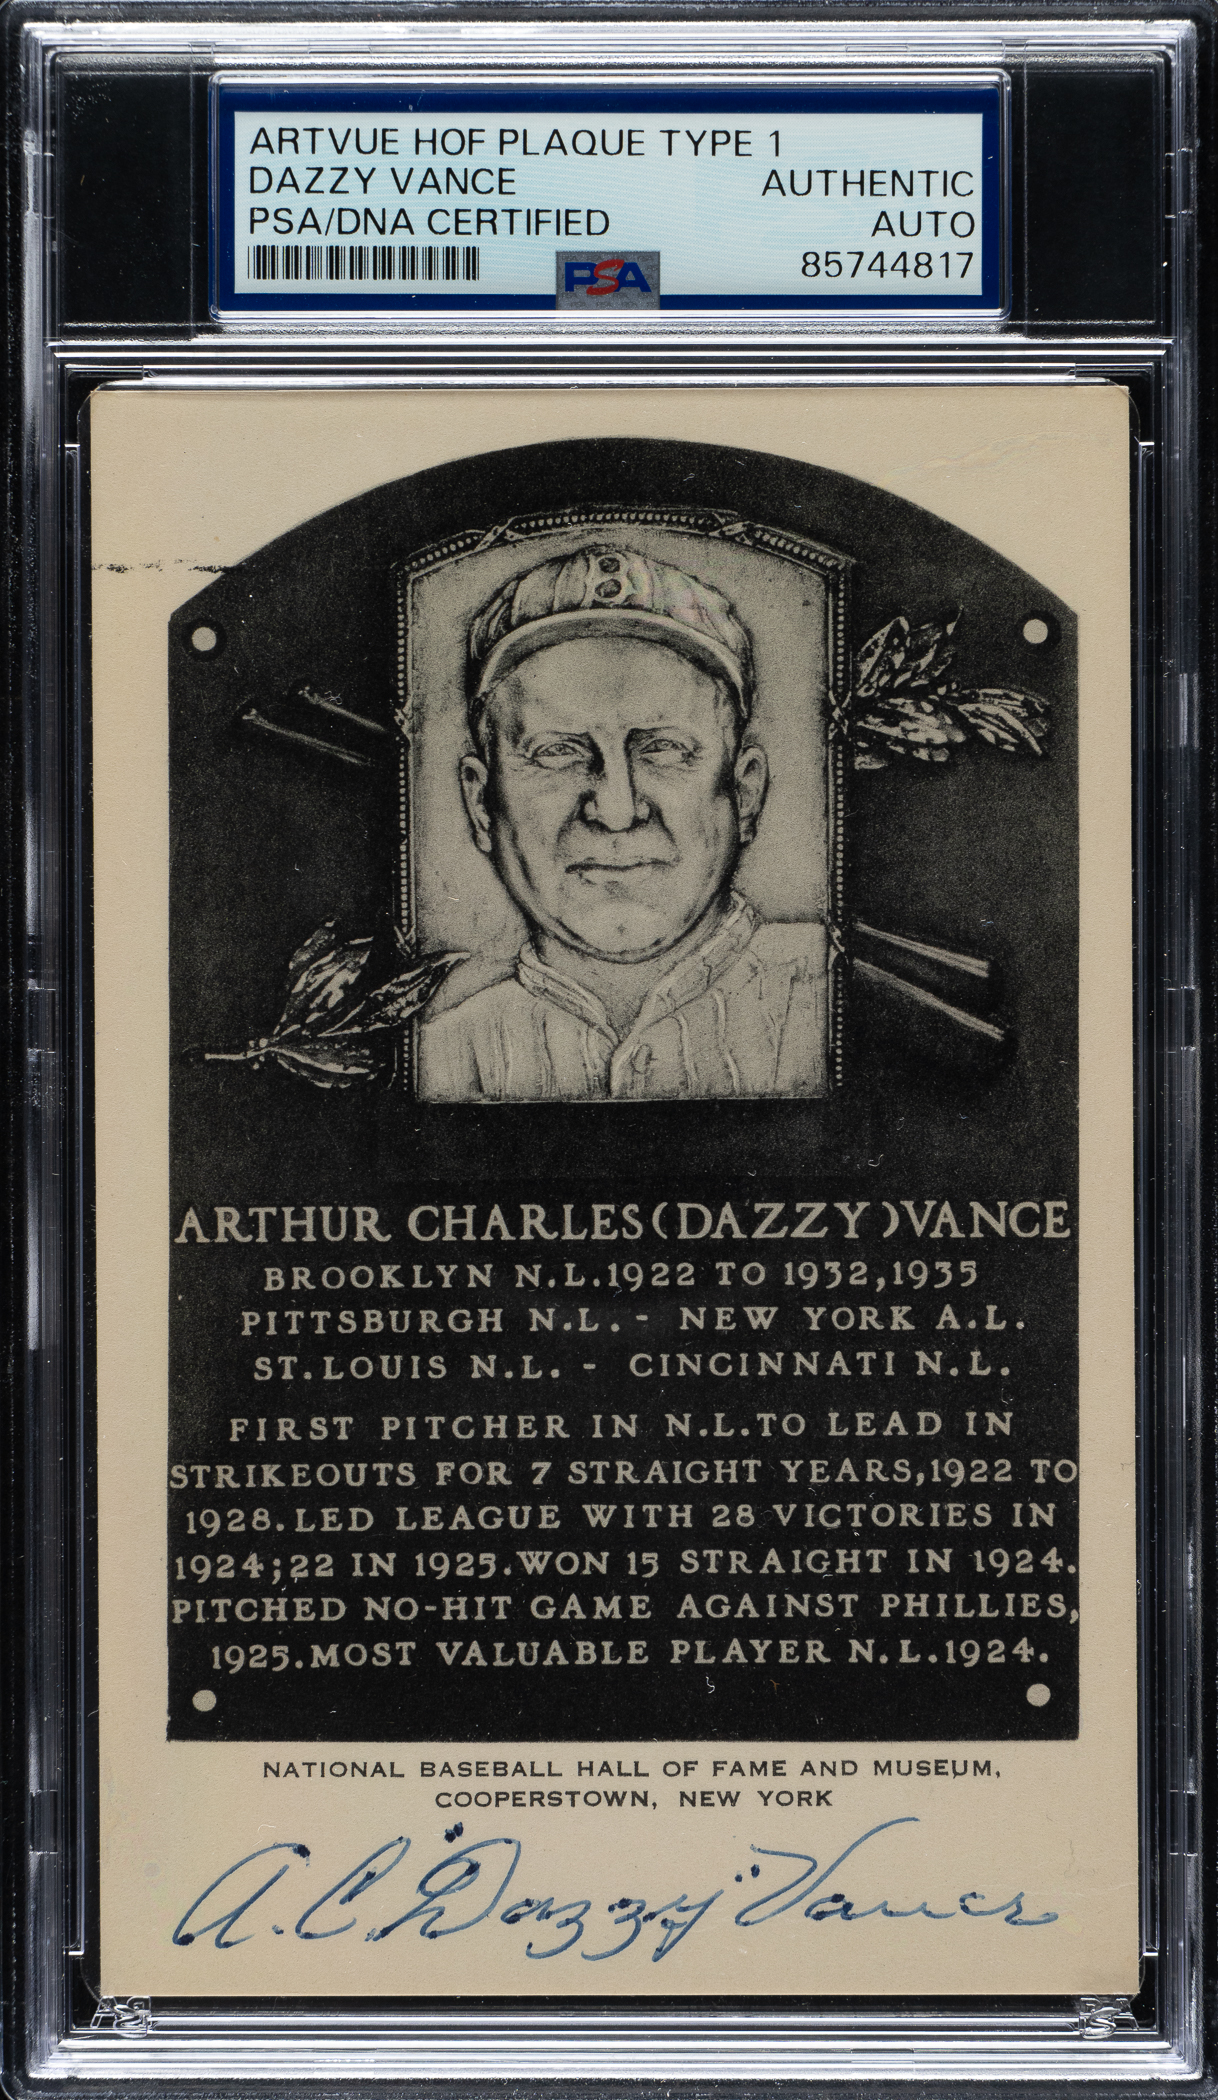 ARTVUE HOF PLAQUE TYPE 1
DAZZY VANCE AUTHENTIC
PSA/DNA CERTIFIED AUTO
PSA 85744817
B
ARTHUR CHARLES (DAZZY) VANCE
BROOKLYN N.L. 1922 TO 1932, 1935
PITTSBURGH N.L. - NEW YORK A.L.
ST. LOUIS N.L. - CINCINNATI N.L.
FIRST PITCHER IN N.L. TO LEAD IN
STRIKEOUTS FOR 7 STRAIGHT YEARS, 1922 TO
1928. LED LEAGUE WITH 28 VICTORIES IN
1924; 22 IN 1925. WON 15 STRAIGHT IN 1924.
PITCHED NO-HIT GAME AGAINST PHILLIES,
1925. MOST VALUABLE PLAYER N.L. 1924.
NATIONAL BASEBALL HALL OF FAME AND MUSEUM,
COOPERSTOWN, NEW YORK
A. C. "Dazzy" Vance
PSA PSA